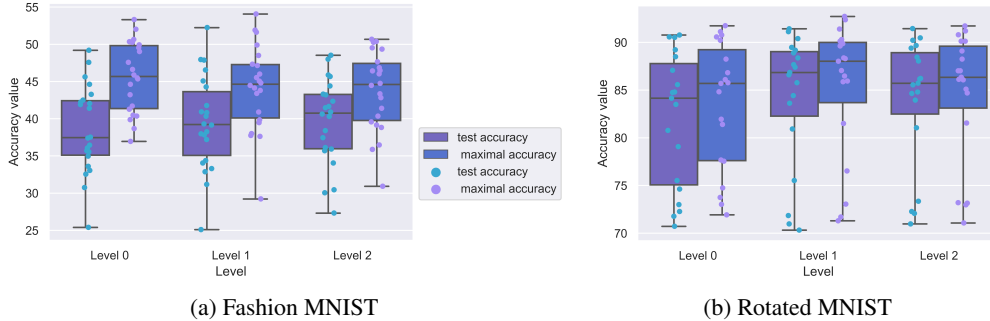 55
50
45
40
35
30
25
Accuracy value
Level 0
Level 1
Level 2
Level
test accuracy
maximal accuracy
test accuracy
maximal accuracy
90
85
80
75
70
Accuracy value
Level 0
Level 1
Level 2
Level
(a) Fashion MNIST
(b) Rotated MNIST